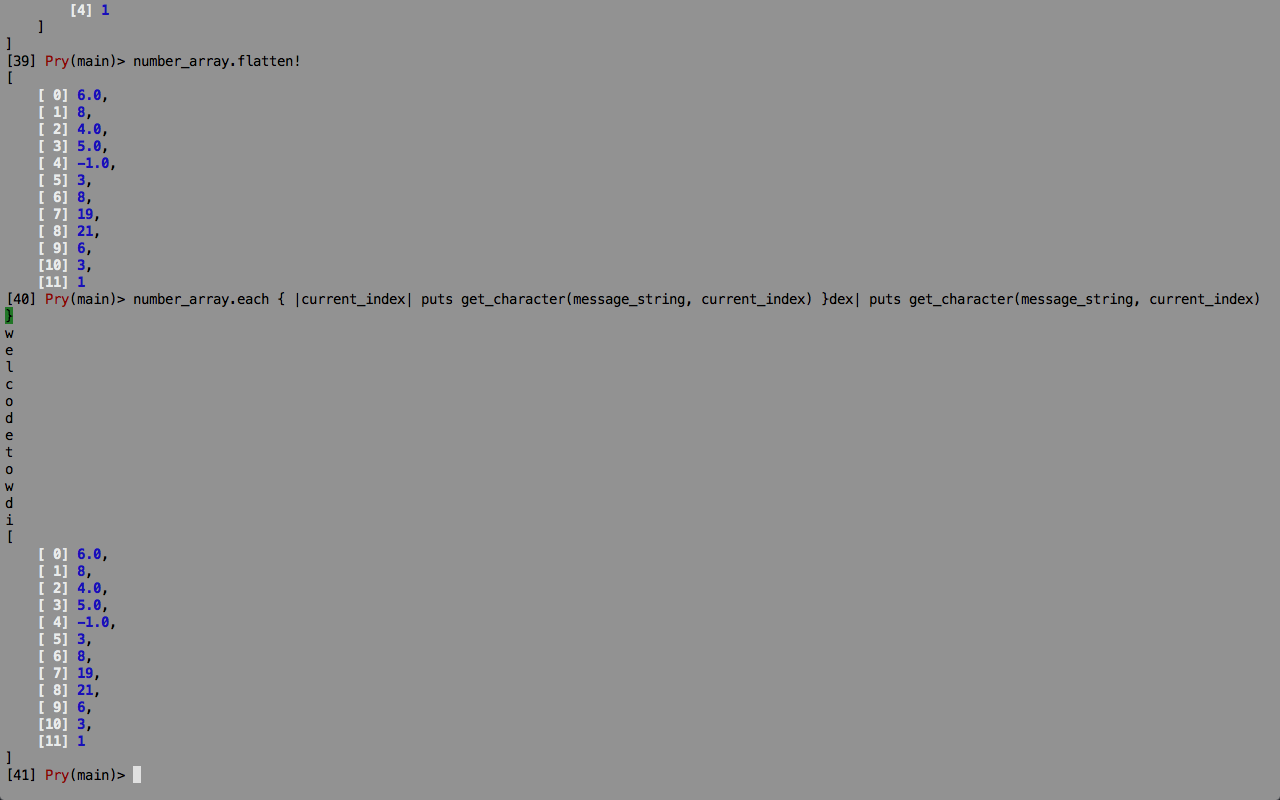 [4] 1
    ]
]
[39] Pry(main)> number_array.flatten!
[
    [ 0] 6.0,
    [ 1] 8,
    [ 2] 4.0,
    [ 3] 5.0,
    [ 4] -1.0,
    [ 5] 3,
    [ 6] 8,
    [ 7] 19,
    [ 8] 21,
    [ 9] 6,
    [10] 3,
    [11] 1
[40] Pry(main)> number_array.each { |current_index| puts get_character(message_string, current_index) }dex| puts get_character(message_string, current_index)
}
w
e
l
c
o
d
e
t
o
w
d
i
[
    [ 0] 6.0,
    [ 1] 8,
    [ 2] 4.0,
    [ 3] 5.0,
    [ 4] -1.0,
    [ 5] 3,
    [ 6] 8,
    [ 7] 19,
    [ 8] 21,
    [ 9] 6,
    [10] 3,
    [11] 1
]
[41] Pry(main)>